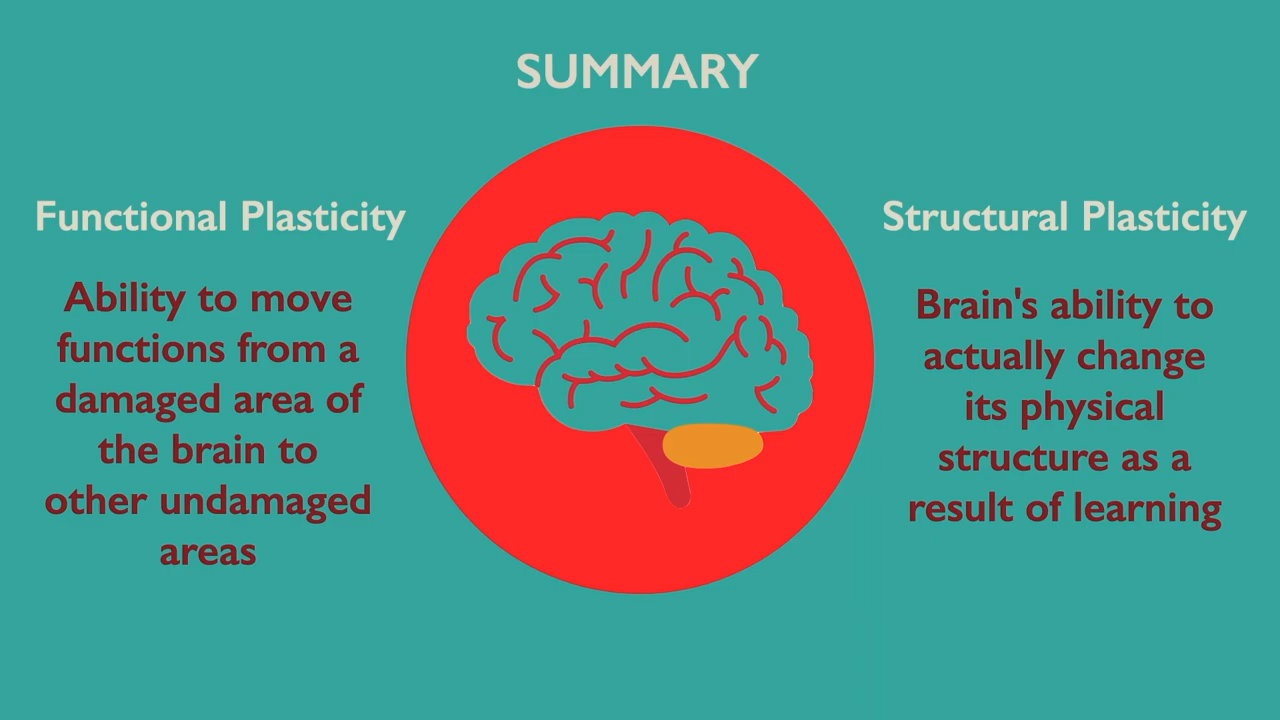 SUMMARY
Functional Plasticity
Ability to move
functions from a
damaged area of
the brain to
other undamaged
areas
Structural Plasticity
Brain's ability to
actually change
its physical
structure as a
result of learning